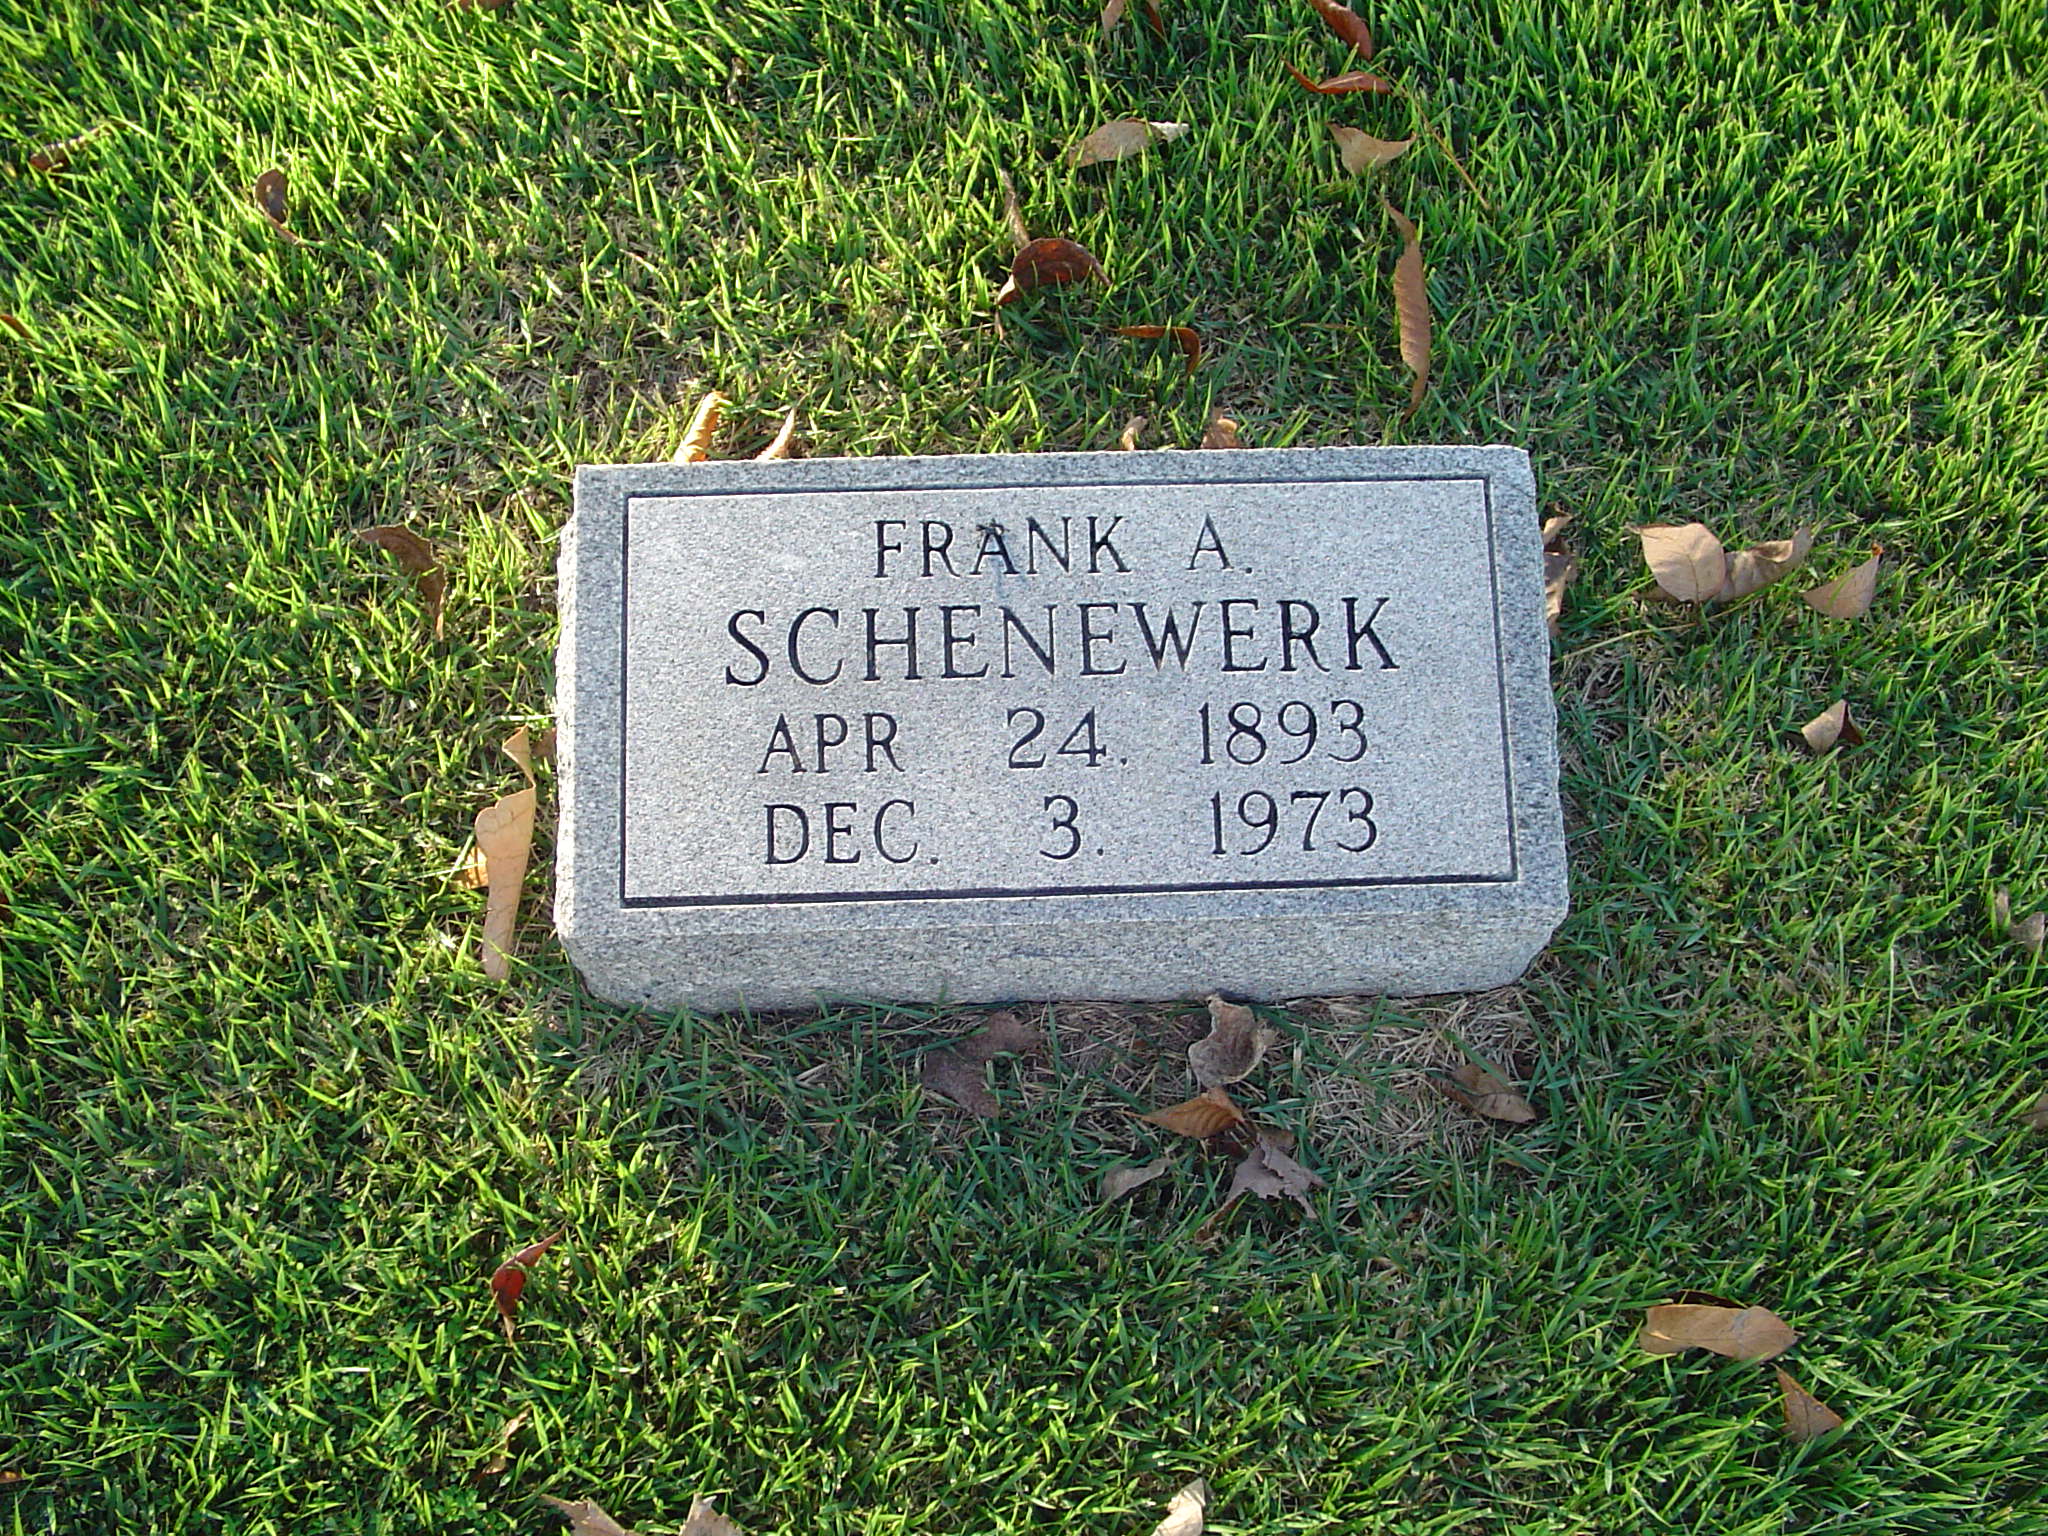 FRANK A.
SCHENEWERK
APR 24. 1893
DEC. 3. 1973